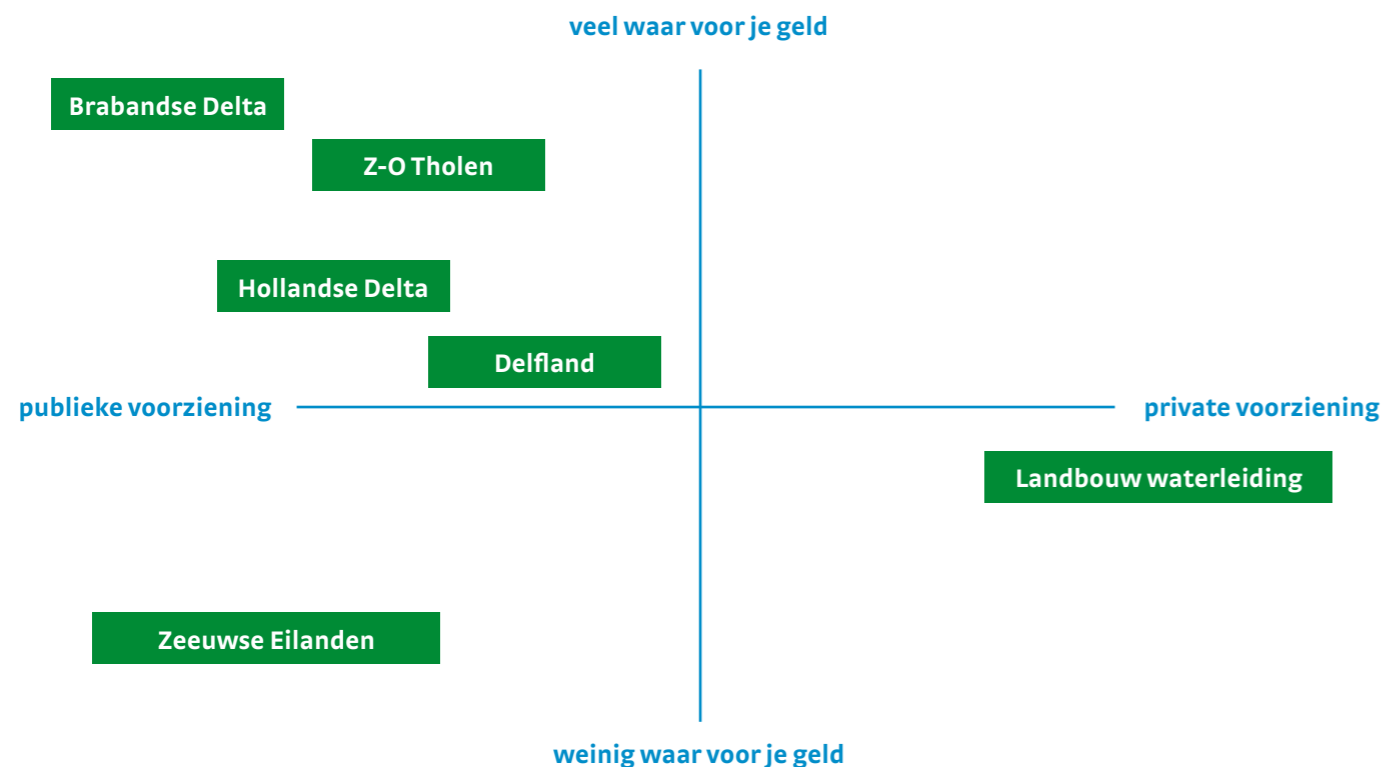 veel waar voor je geld
Brabandse Delta
Z-O Tholen
Hollandse Delta
Delfland
publieke voorziening
private voorziening
Landbouw waterleiding
Zeeuwse Eilanden
weinig waar voor je geld